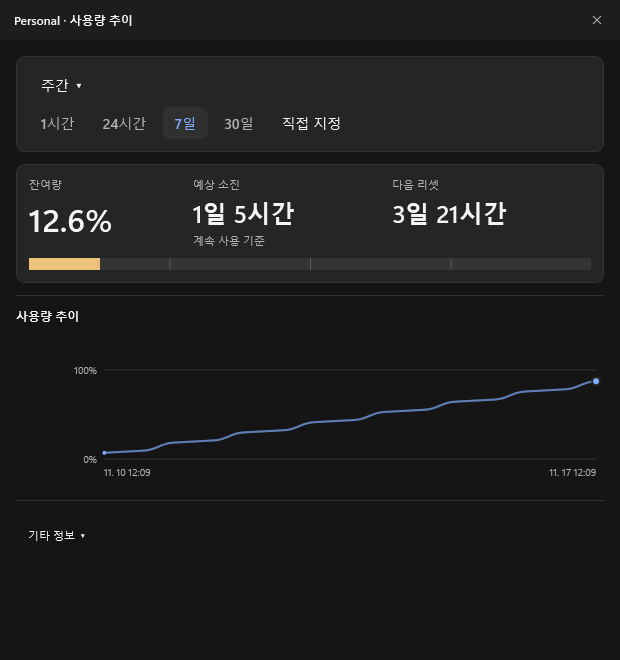 Personal · 사용량 추이
주간 ▾
1시간 24시간 7일 30일 직접 지정
잔여량 예상 소진 다음 리셋
12.6% 1일 5시간 3일 21시간
계속 사용 기준
사용량 추이
100%
0%
11. 10 12:09 11. 17 12:09
기타 정보 ▾